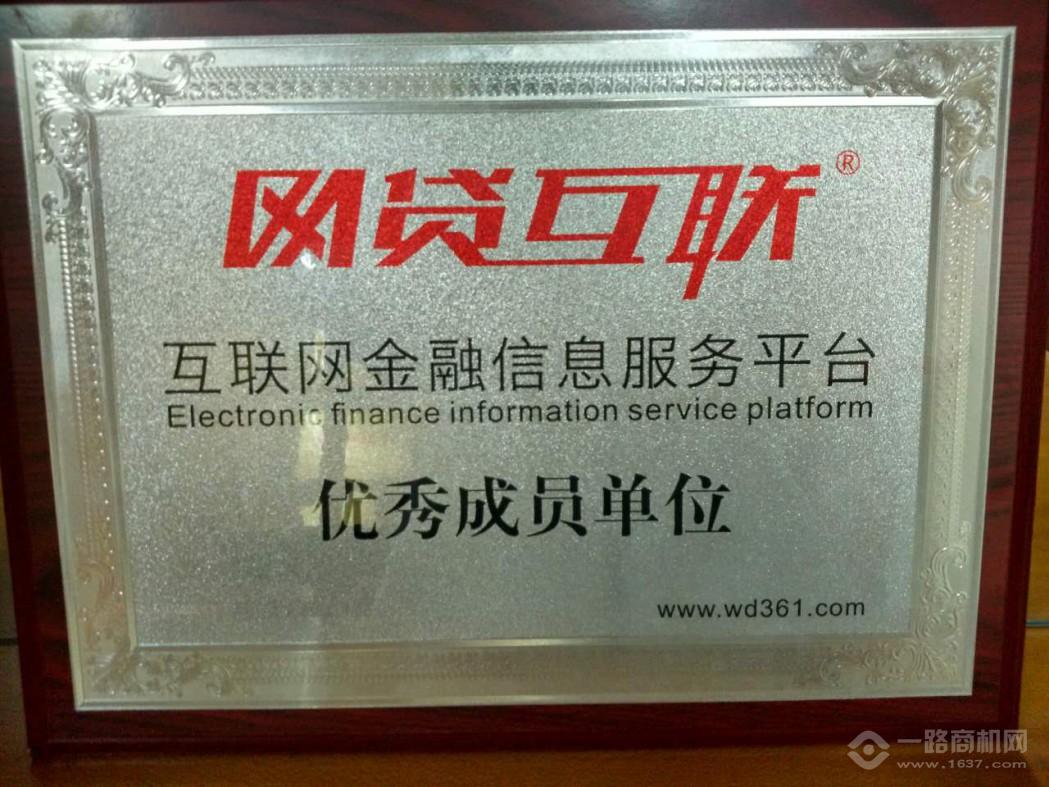 网贷互联®
互联网金融信息服务平台
Electronic finance information service platform
优秀成员单位
www.wd361.com
一路商机网
www.1637.com